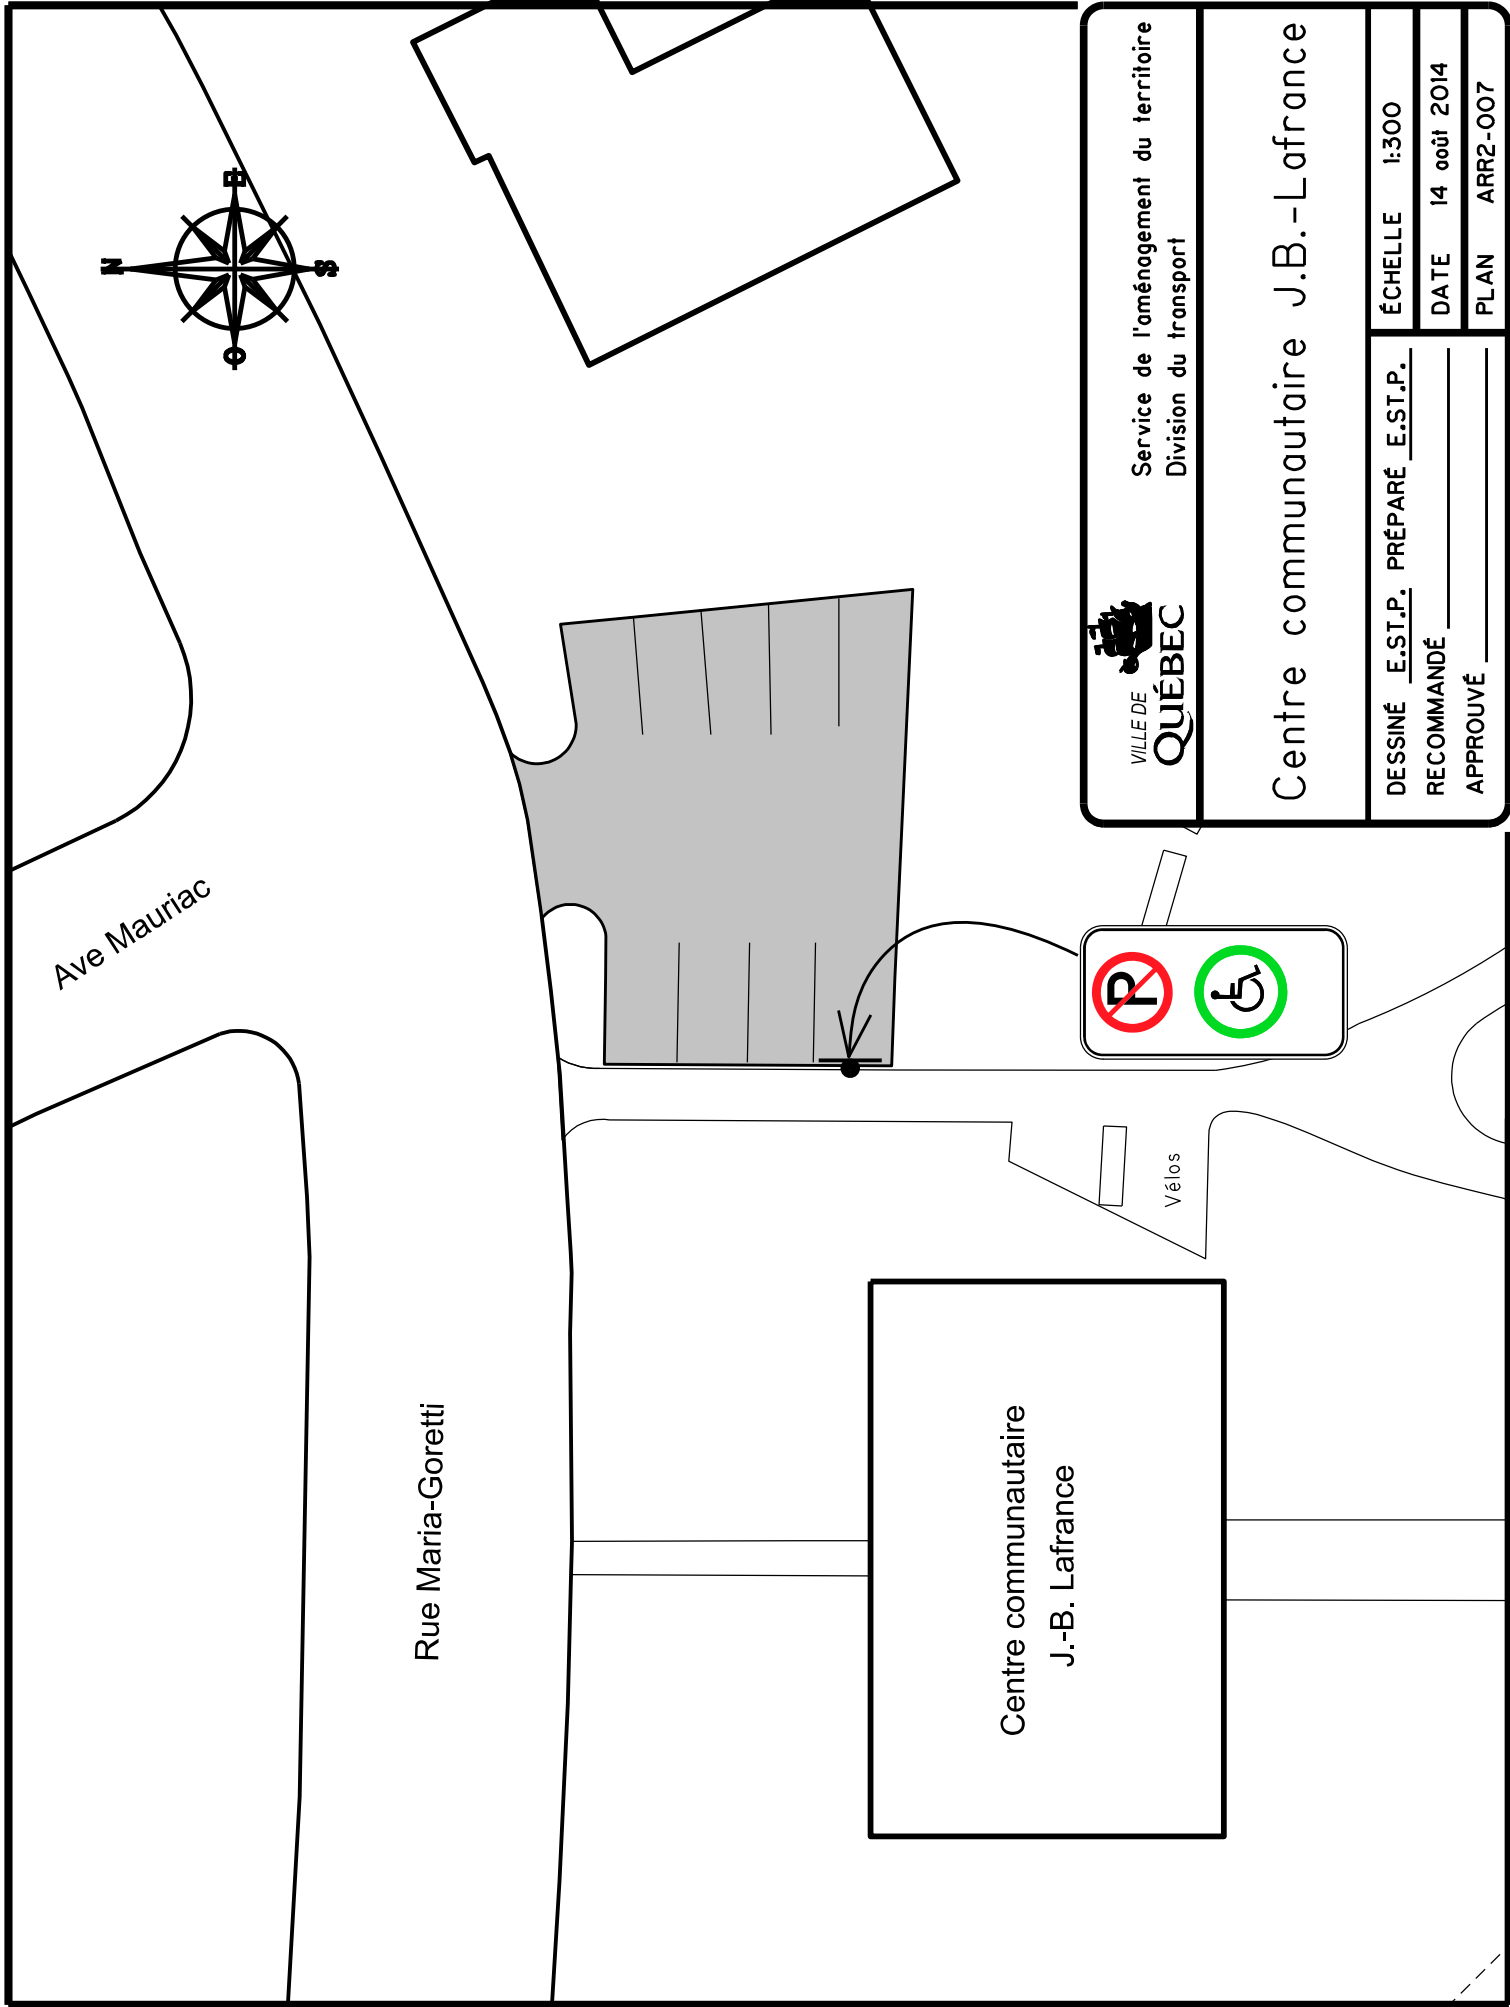 N
E
S
O
Ave Mauriac
Rue Maria-Goretti
Centre communautaire
J.-B. Lafrance
Vélos
P
VILLE DE
QUÉBEC
Service de l'aménagement du territoire
Division du transport
Centre communautaire J.B.-Lafrance
DESSINÉ E.ST.P. PRÉPARÉ E.ST.P.
RECOMMANDÉ
APPROUVÉ
ÉCHELLE 1:300
DATE 14 août 2014
PLAN ARR2-007